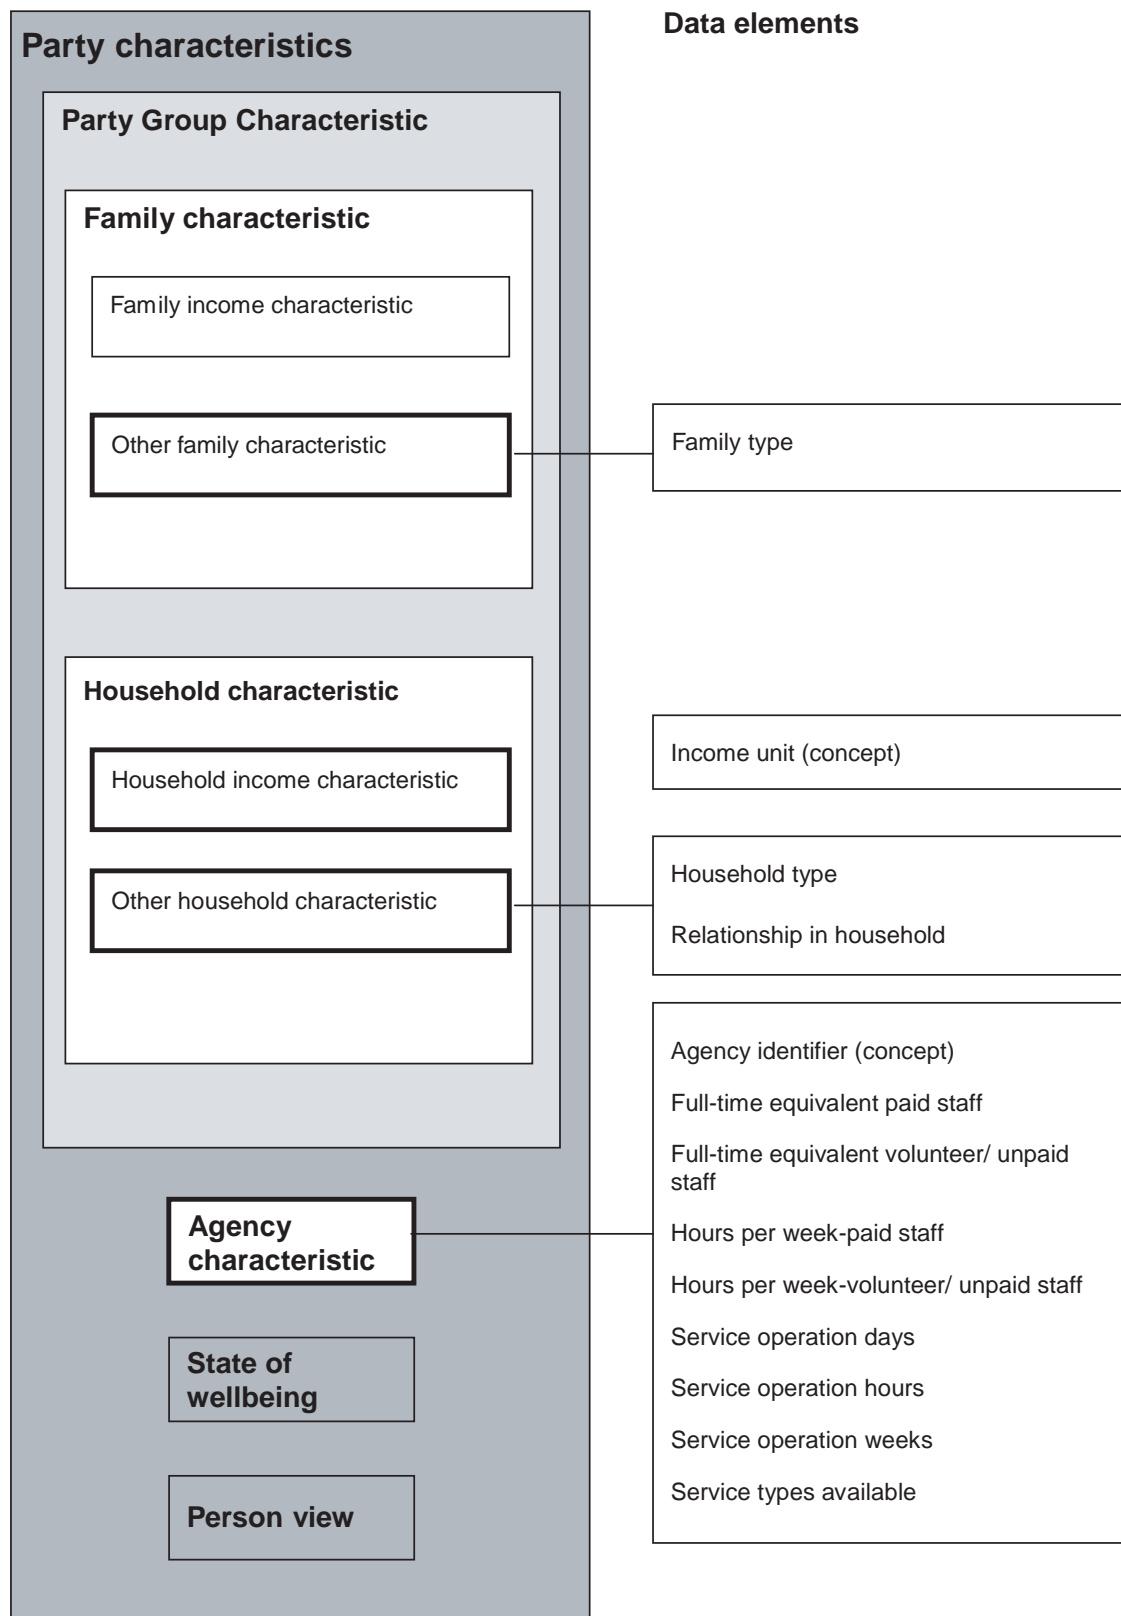 Party characteristics
Data elements
Party Group Characteristic
Family characteristic
Family income characteristic
Other family characteristic
Family type
Household characteristic
Household income characteristic
Income unit (concept)
Other household characteristic
Household type
Relationship in household
Agency identifier (concept)
Full-time equivalent paid staff
Full-time equivalent volunteer/ unpaid
staff
Agency
characteristic
Hours per week-paid staff
Hours per week-volunteer/ unpaid staff
Service operation days
Service operation hours
Service operation weeks
Service types available
State of
wellbeing
Person view